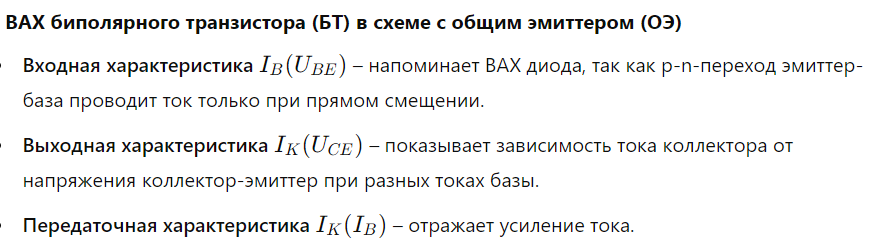 ВАХ биполярного транзистора (БТ) в схеме с общим эмиттером (ОЭ)
• Входная характеристика I_B(U_{BE}) – напоминает ВАХ диода, так как p-n-переход эмиттер-
база проводит ток только при прямом смещении.
• Выходная характеристика I_K(U_{CE}) – показывает зависимость тока коллектора от
напряжения коллектор-эмиттер при разных токах базы.
• Передаточная характеристика I_K(I_B) – отражает усиление тока.